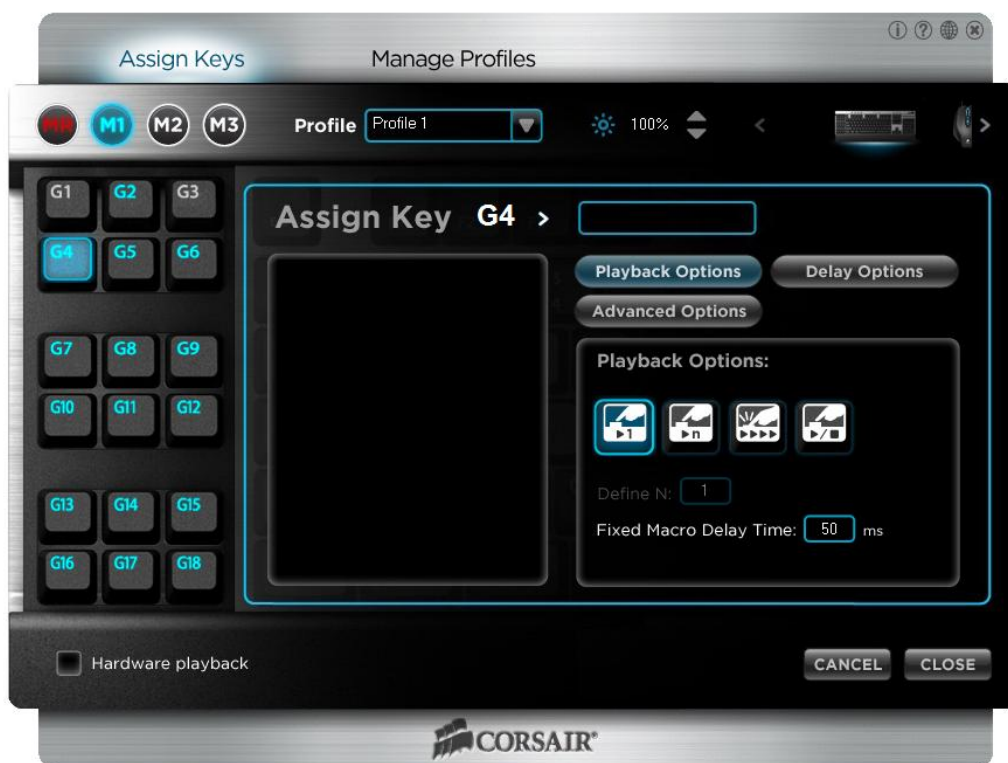 Assign Keys Manage Profiles
MR M1 M2 M3 Profile Profile 1 100%
G1 G2 G3
Assign Key G4 >
G4 G5 G6
Playback Options Delay Options
Advanced Options
G7 G8 G9
Playback Options:
G10 G11 G12
1 n
Define N: 1
G13 G14 G15
Fixed Macro Delay Time: 50 ms
G16 G17 G18
Hardware playback CANCEL CLOSE
CORSAIR